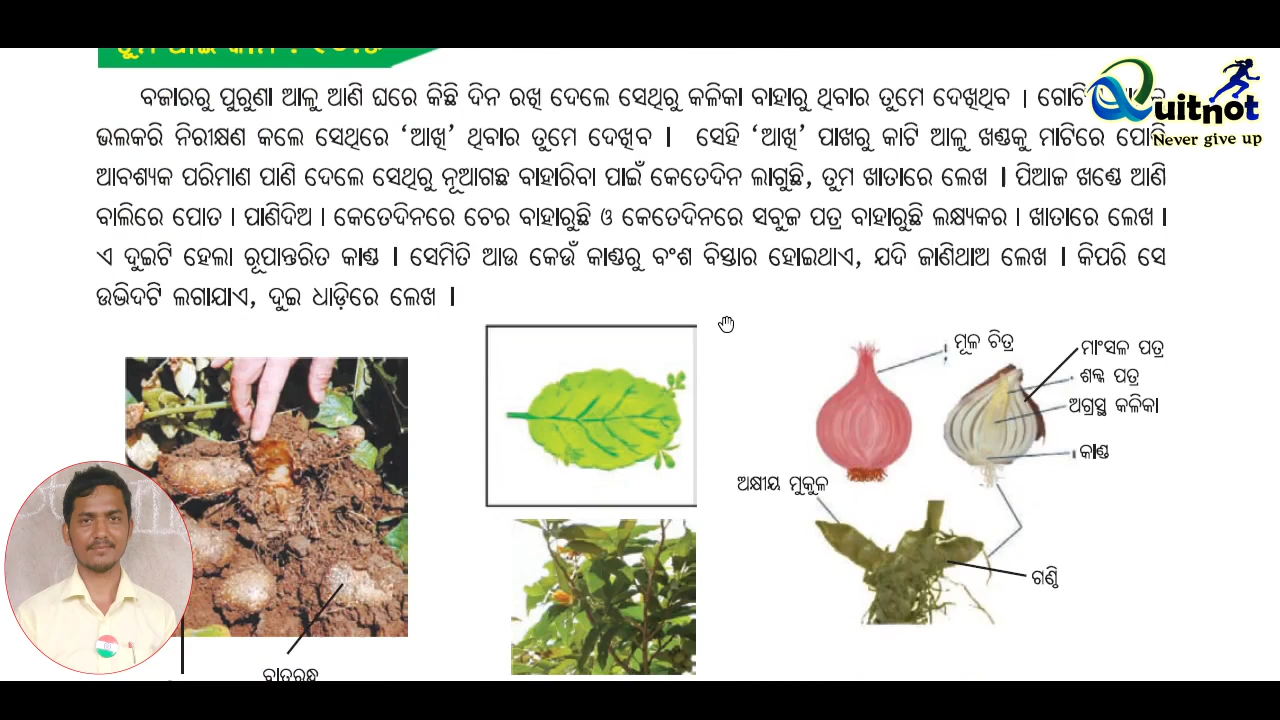 ତୁମ ପାଇଁ କାମ :
ବଜାରରୁ ପୁରୁଣା ଆଳୁ ଆଣି ଘରେ କିଛି ଦିନ ରଖି ଦେଲେ ସେଥିରୁ କଳିକା ବାହାରୁ ଥିବାର ତୁମେ ଦେଖିଥିବ । ଗୋଟି
ଭଲକରି ନିରୀକ୍ଷଣ କଲେ ସେଥିରେ ‘ଆଖି’ ଥିବାର ତୁମେ ଦେଖିବ । ସେହି ‘ଆଖି’ ପାଖରୁ କାଟି ଆଳୁ ଖଣ୍ଡକୁ ମାଟିରେ ପୋତି
ଆବଶ୍ୟକ ପରିମାଣ ପାଣି ଦେଲେ ସେଥିରୁ ନୂଆଗଛ ବାହାରିବା ପାଇଁ କେତେଦିନ ଲାଗୁଛି, ତୁମ ଖାତାରେ ଲେଖ । ପିଆଜ ଖଣ୍ଡେ ଆଣି
ବାଲିରେ ପୋତ । ପାଣିଦିଅ । କେତେଦିନରେ ଚେର ବାହାରୁଛି ଓ କେତେଦିନରେ ସବୁଜ ପତ୍ର ବାହାରୁଛି ଲକ୍ଷ୍ୟକର । ଖାତାରେ ଲେଖ ।
ଏ ଦୁଇଟି ହେଲା ରୂପାନ୍ତରିତ କାଣ୍ଡ । ସେମିତି ଆଉ କେଉଁ କାଣ୍ଡରୁ ବଂଶ ବିସ୍ତାର ହୋଇଥାଏ, ଯଦି ଜାଣିଥାଅ ଲେଖ । କିପରି ସେ
ଉଦ୍ଭିଦଟି ଲଗାଯାଏ, ଦୁଇ ଧାଡ଼ିରେ ଲେଖ ।
Quitnot
Never give up
ମୂଳ ଚିତ୍ର
ମାଂସଳ ପତ୍ର
ଶଳ୍କ ପତ୍ର
ଅଗ୍ରସ୍ଥ କଳିକା
କାଣ୍ଡ
ଅକ୍ଷୀୟ ମୁକୁଳ
ଗଣ୍ଠି
ବାତରନ୍ଧ୍ର